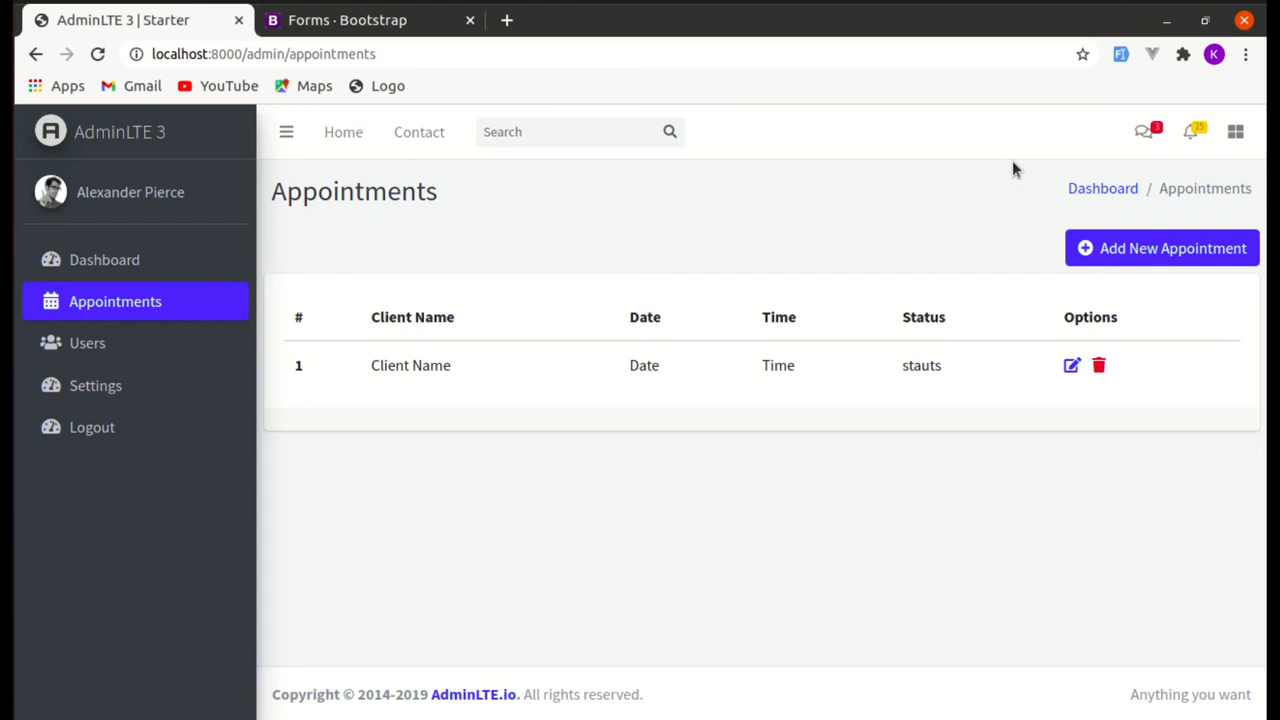 AdminLTE 3 | Starter
Forms · Bootstrap
localhost:8000/admin/appointments
K
Apps
Gmail
YouTube
Maps
Logo
AdminLTE 3
Home
Contact
Search
3
15
Alexander Pierce
Appointments
Dashboard / Appointments
Add New Appointment
Dashboard
Appointments
Users
Settings
Logout
# Client Name Date Time Status Options
1 Client Name Date Time stauts
Copyright © 2014-2019 AdminLTE.io. All rights reserved.
Anything you want